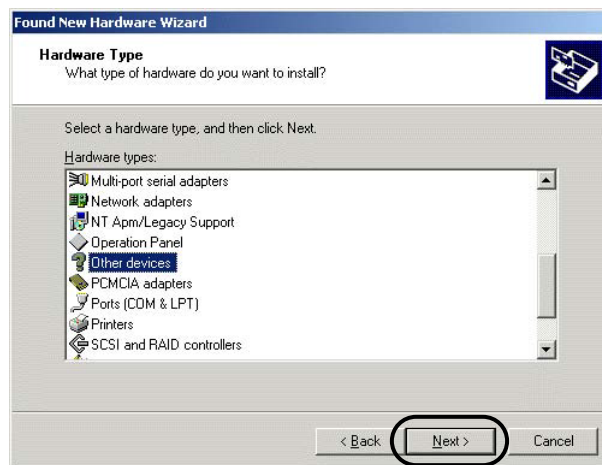 Found New Hardware Wizard
Hardware Type
What type of hardware do you want to install?
Select a hardware type, and then click Next.
Hardware types:
Multi-port serial adapters
Network adapters
NT Apm/Legacy Support
Operation Panel
Other devices
PCMCIA adapters
Ports (COM & LPT)
Printers
SCSI and RAID controllers
< Back Next > Cancel